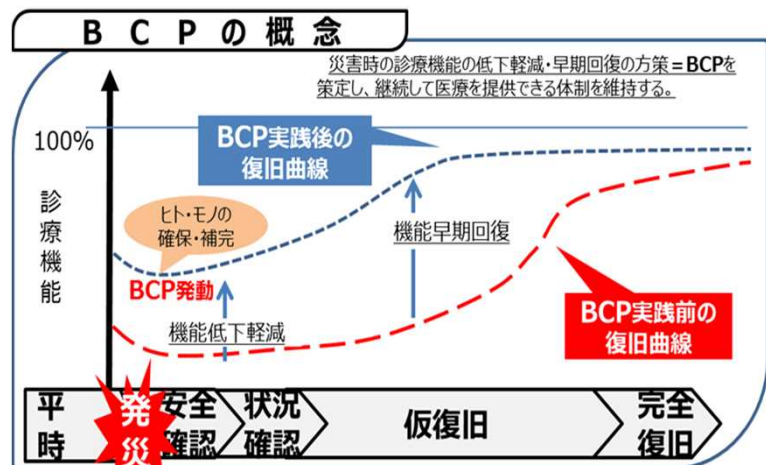 BCPの概念
災害時の診療機能の低下軽減・早期回復の方策＝BCPを
策定し、継続して医療を提供できる体制を維持する。
100%
診療機能
BCP実践後の
復旧曲線
ヒト・モノの
確保・補完
BCP発動
機能低下軽減
機能早期回復
BCP実践前の
復旧曲線
平時
発災
安全
確認
状況
確認
仮復旧
完全
復旧